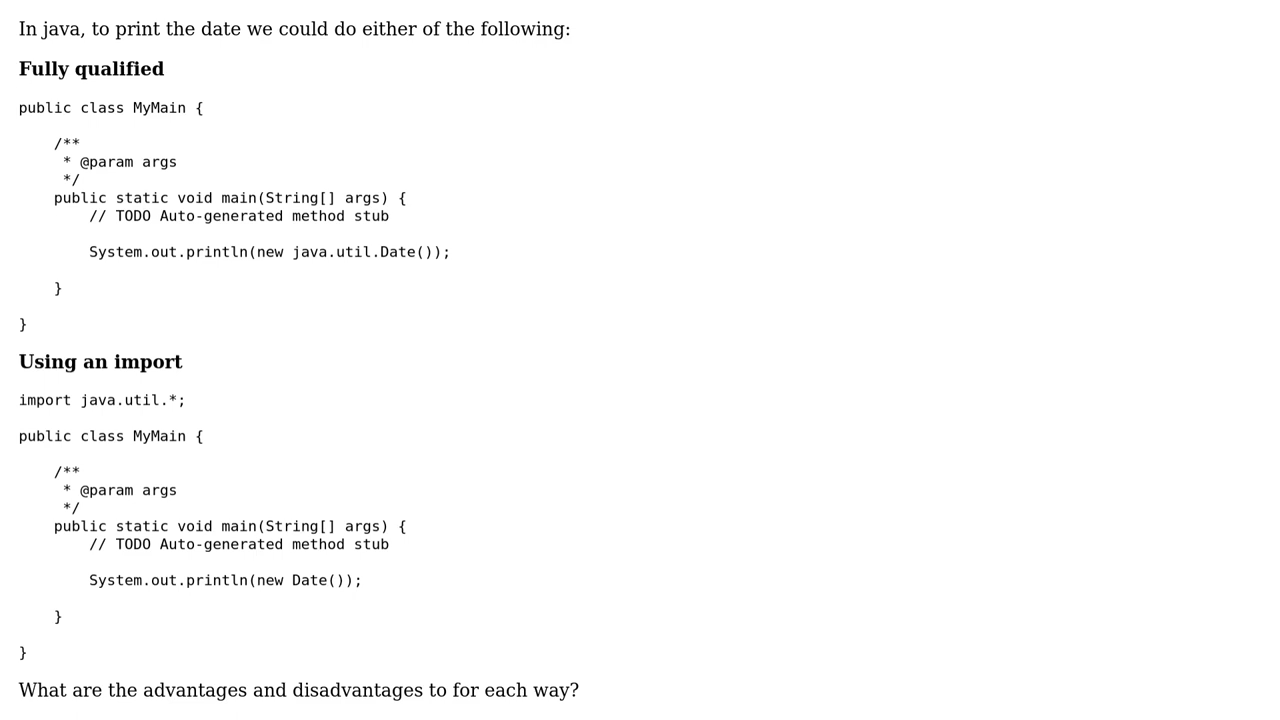 In java, to print the date we could do either of the following:
Fully qualified
public class MyMain {
    /**
     * @param args
     */
    public static void main(String[] args) {
        // TODO Auto-generated method stub
        System.out.println(new java.util.Date());
    }
}
Using an import
import java.util.*;
public class MyMain {
    /**
     * @param args
     */
    public static void main(String[] args) {
        // TODO Auto-generated method stub
        System.out.println(new Date());
    }
}
What are the advantages and disadvantages to for each way?